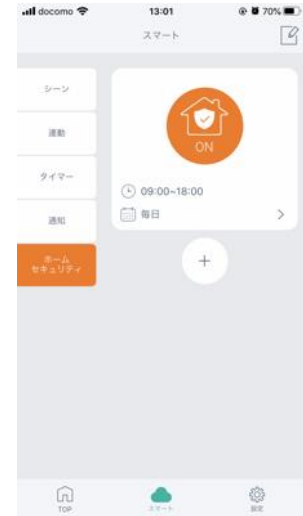 docomo 13:01 70%
スマート
シーン
連動
タイマー
通知
ホーム
セキュリティ
ON
09:00~18:00
毎日
+
TOP
スマート
設定